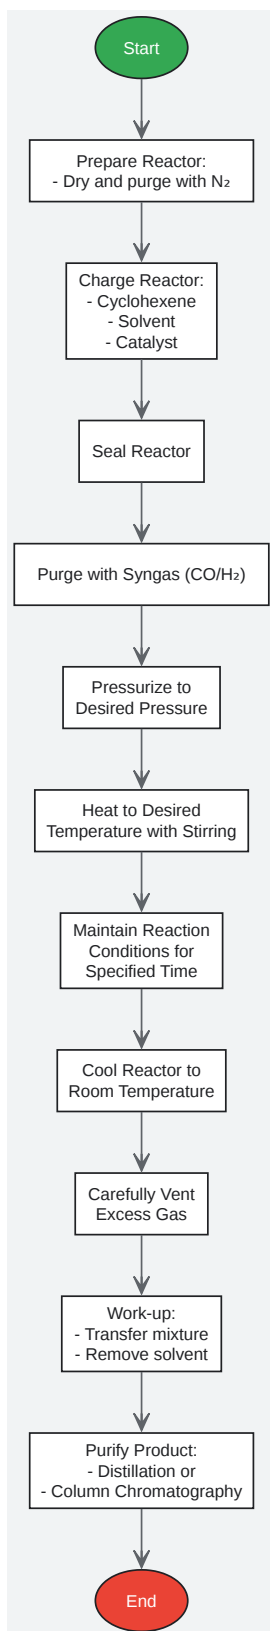 Start
Prepare Reactor:
- Dry and purge with N₂
Charge Reactor:
- Cyclohexene
- Solvent
- Catalyst
Seal Reactor
Purge with Syngas (CO/H₂)
Pressurize to
Desired Pressure
Heat to Desired
Temperature with Stirring
Maintain Reaction
Conditions for
Specified Time
Cool Reactor to
Room Temperature
Carefully Vent
Excess Gas
Work-up:
- Transfer mixture
- Remove solvent
Purify Product:
- Distillation or
- Column Chromatography
End